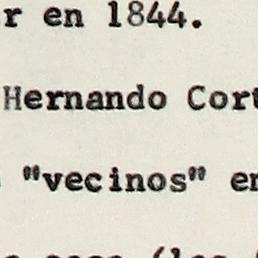 r en 1844.
Hernando Cort
"vecinos" en